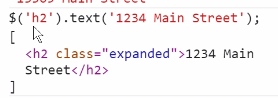 $('h2').text('1234 Main Street');
[
<h2 class="expanded">1234 Main
Street</h2>
]